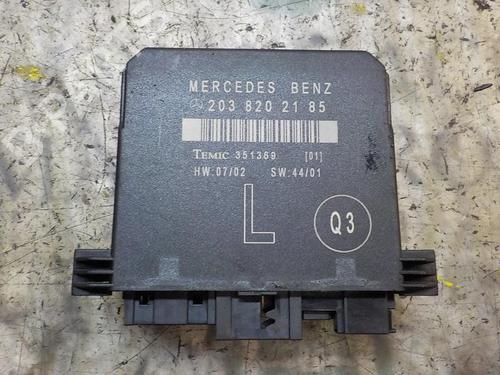 MERCEDES BENZ
203 820 21 85
TEMIC 351369 [01]
HW:07/02 SW:44/01
L
Q3